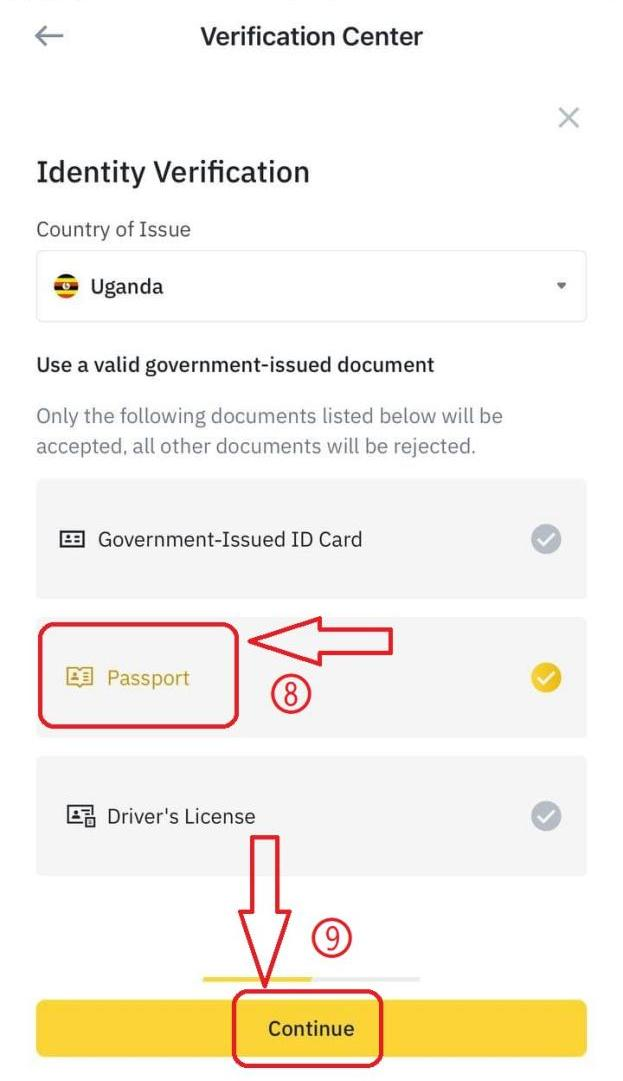 Verification Center
Identity Verification
Country of Issue
Uganda
Use a valid government-issued document
Only the following documents listed below will be
accepted, all other documents will be rejected.
Government-Issued ID Card
Passport
⑧
Driver's License
⑨
Continue